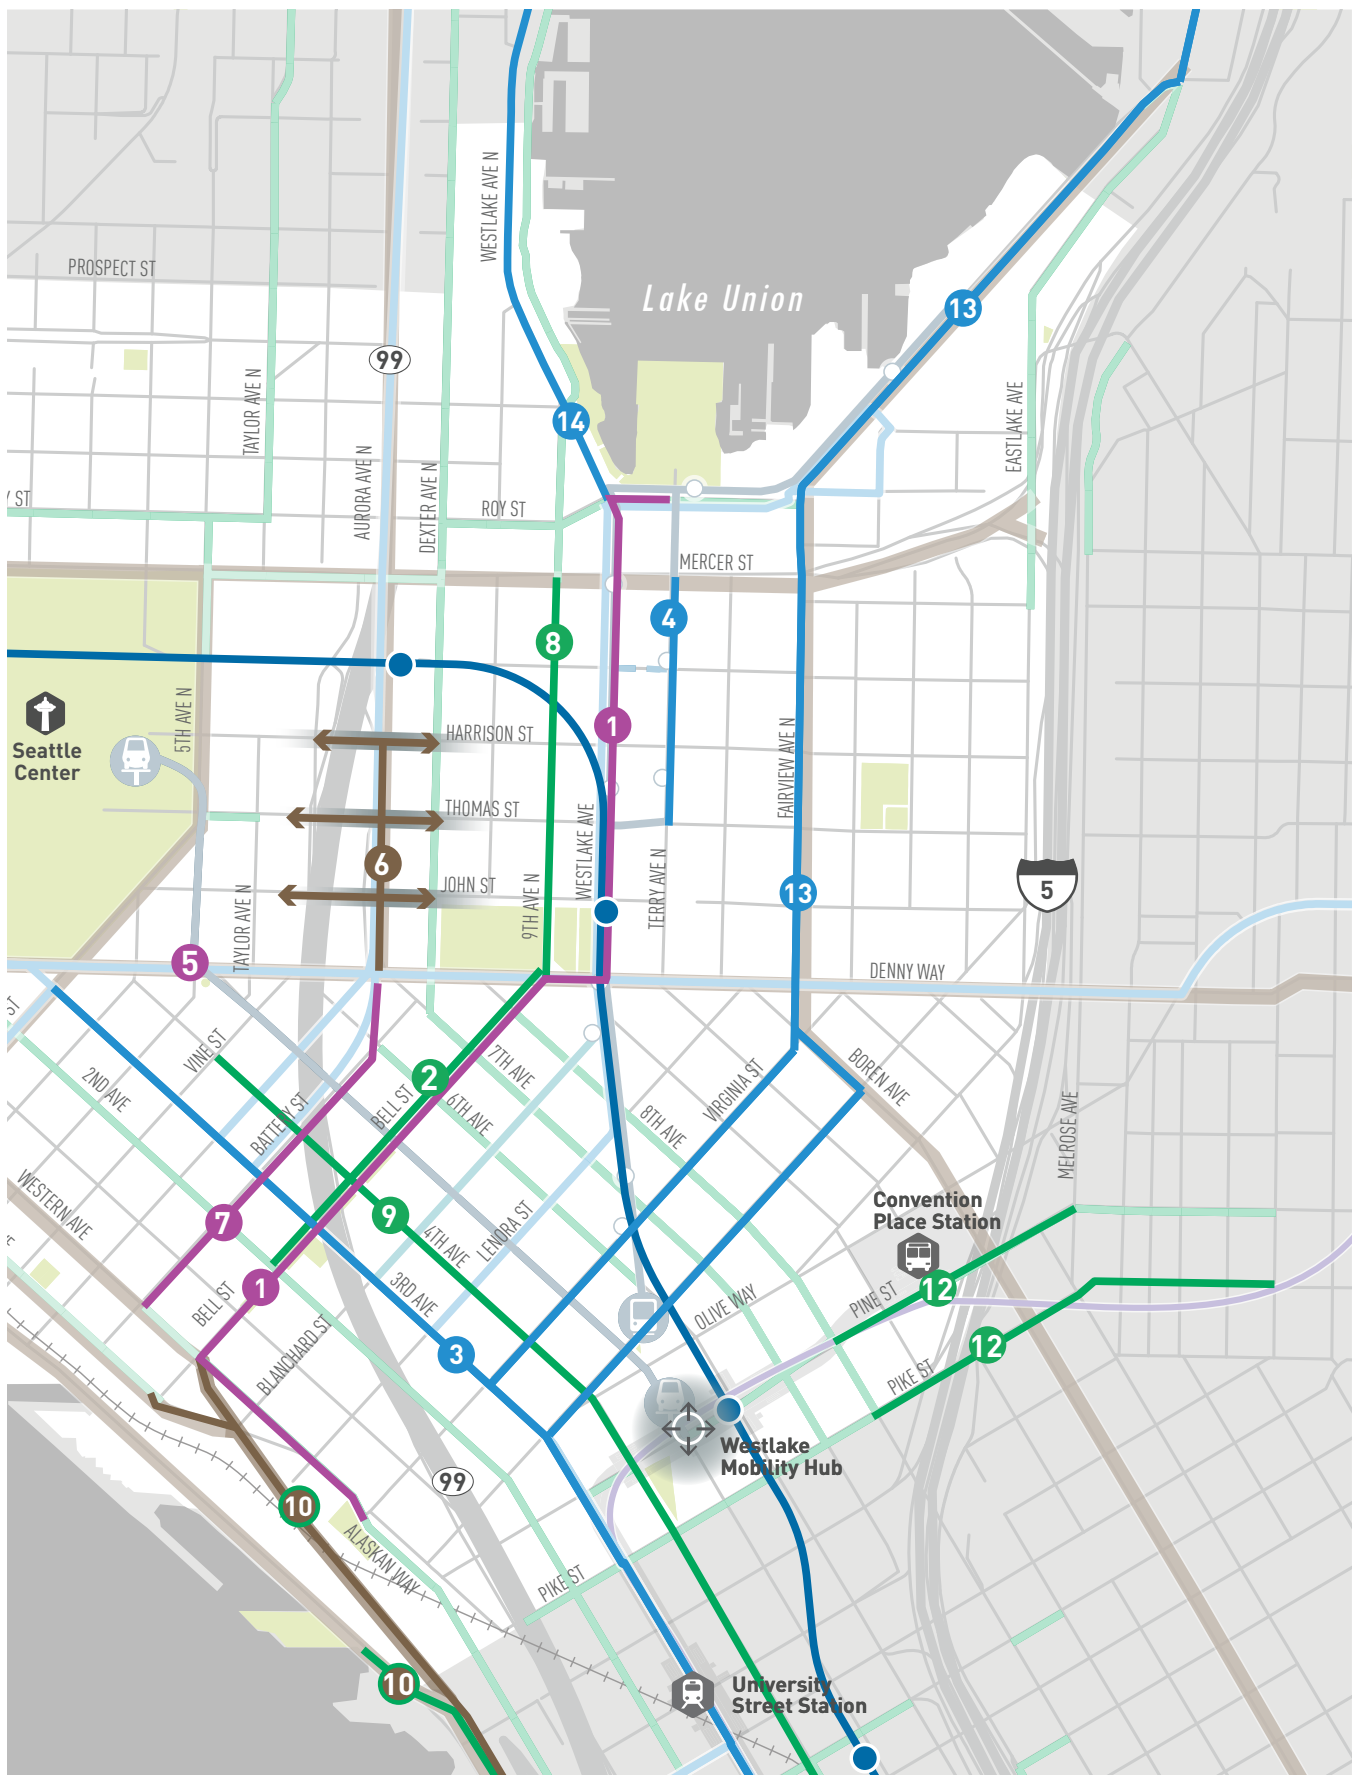 WESTLAKE AVE N
PROSPECT ST
Lake Union
13
99
TAYLOR AVE N
14
EASTLAKE AVE
AURORA AVE N
DEXTER AVE N
Y ST
ROY ST
MERCER ST
4
8
5TH AVE N
Seattle
Center
HARRISON ST
1
FAIRVIEW AVE N
THOMAS ST
WESTLAKE AVE
6
JOHN ST
9TH AVE N
TERRY AVE N
13
5
TAYLOR AVE N
5
DENNY WAY
ST
VINE ST
2ND AVE
2
7TH AVE
BELL ST
6TH AVE
BATTERY ST
8TH AVE
VIRGINIA ST
BOREN AVE
MELROSE AVE
WESTERN AVE
7
9
4TH AVE
LENORA ST
Convention
Place Station
BELL ST
1
3RD AVE
12
PINE ST
OLIVE WAY
BLANCHARD ST
3
12
PIKE ST
Westlake
Mobility Hub
99
10
ALASKAN WAY
PIKE ST
10
University
Street Station